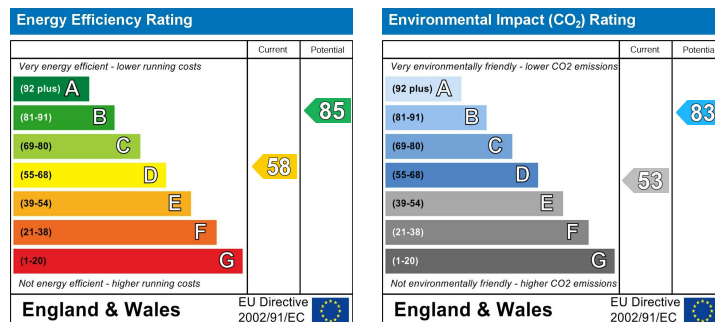 Energy Efficiency Rating
Current Potential
Very energy efficient - lower running costs
(92 plus) A
(81-91) B
85
(69-80) C
(55-68) D
58
(39-54) E
(21-38) F
(1-20) G
Not energy efficient - higher running costs
England & Wales
EU Directive
2002/91/EC
Environmental Impact (CO₂) Rating
Current Potential
Very environmentally friendly - lower CO2 emissions
(92 plus) A
(81-91) B
83
(69-80) C
(55-68) D
53
(39-54) E
(21-38) F
(1-20) G
Not environmentally friendly - higher CO2 emissions
England & Wales
EU Directive
2002/91/EC